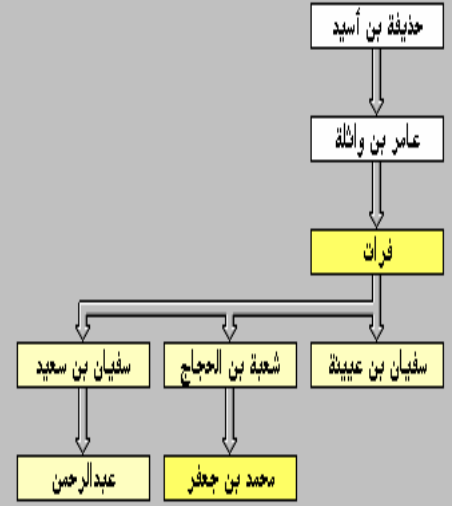 حذيفة بن أسيد
عامر بن واثلة
فرات
سفيان بن عيينة
شعبة بن الحجاج
سفيان بن سعيد
محمد بن جعفر
عبدالرحمن